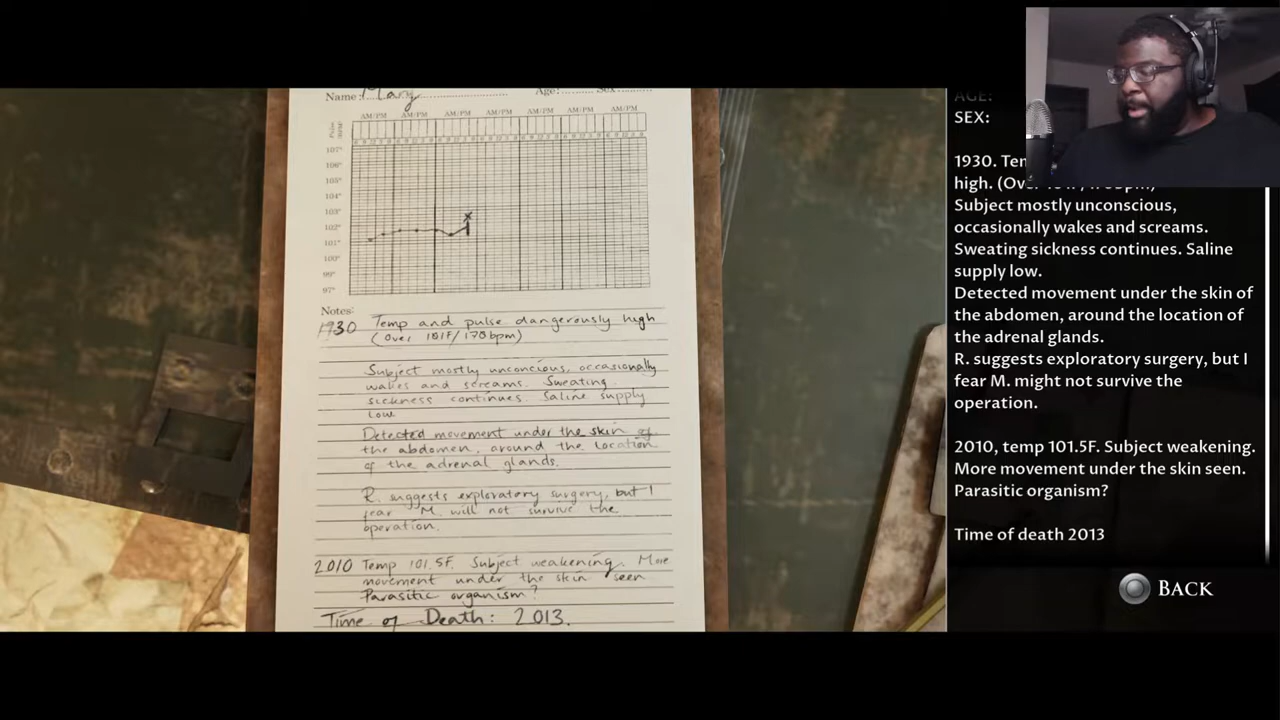 Name: Mary Age: Sex:
AM/PM AM/PM AM/PM AM/PM AM/PM AM/PM AM/PM
107°
106°
105°
104°
103°
102°
101°
100°
99°
97°
Notes:
1930 Temp and pulse dangerously high
(Over 101F/170bpm)
Subject mostly unconcious, occasionally
wakes and screams. Sweating
sickness continues. Saline supply
low
Detected movement under the skin of
the abdomen, around the location
of the adrenal glands.
R. suggests exploratory surgery, but I
fear M. will not survive the
operation.
2010 Temp 101.5F. Subject weakening. More
movement under the skin seen
Parasitic organism?
Time of Death: 2013.
AGE:
SEX:
1930.
high.
Subject mostly unconscious,
occasionally wakes and screams.
Sweating sickness continues. Saline
supply low.
Detected movement under the skin of
the abdomen, around the location of
the adrenal glands.
R. suggests exploratory surgery, but I
fear M. might not survive the
operation.
2010, temp 101.5F. Subject weakening.
More movement under the skin seen.
Parasitic organism?
Time of death 2013
BACK